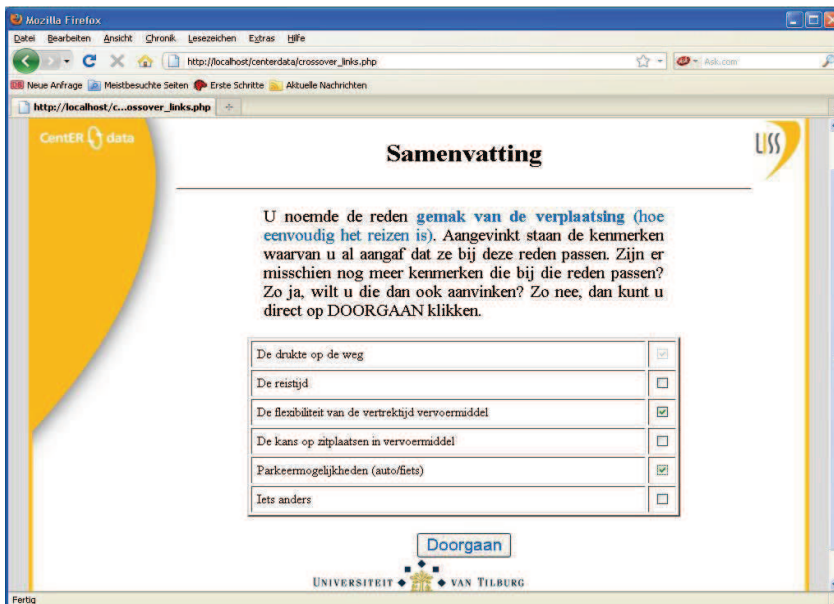 Mozilla Firefox
Datei Bearbeiten Ansicht Chronik Lesezeichen Extras Hilfe
http://localhost/centerdata/crossover_links.php
Ask.com
Neue Anfrage Meistbesuchte Seiten Erste Schritte Aktuelle Nachrichten
http://localhost/c...ossover_links.php
CentER data
LISS
Samenvatting
U noemde de reden gemak van de verplaatsing (hoe
eenvoudig het reizen is). Aangevinkt staan de kenmerken
waarvan u al aangaf dat ze bij deze reden passen. Zijn er
misschien nog meer kenmerken die bij die reden passen?
Zo ja, wilt u die dan ook aanvinken? Zo nee, dan kunt u
direct op DOORGAAN klikken.
De drukte op de weg
De reistijd
De flexibiliteit van de vertrektijd vervoermiddel
De kans op zitplaatsen in vervoermiddel
Parkeermogelijkheden (auto/fiets)
Iets anders
Doorgaan
UNIVERSITEIT VAN TILBURG
Fertig